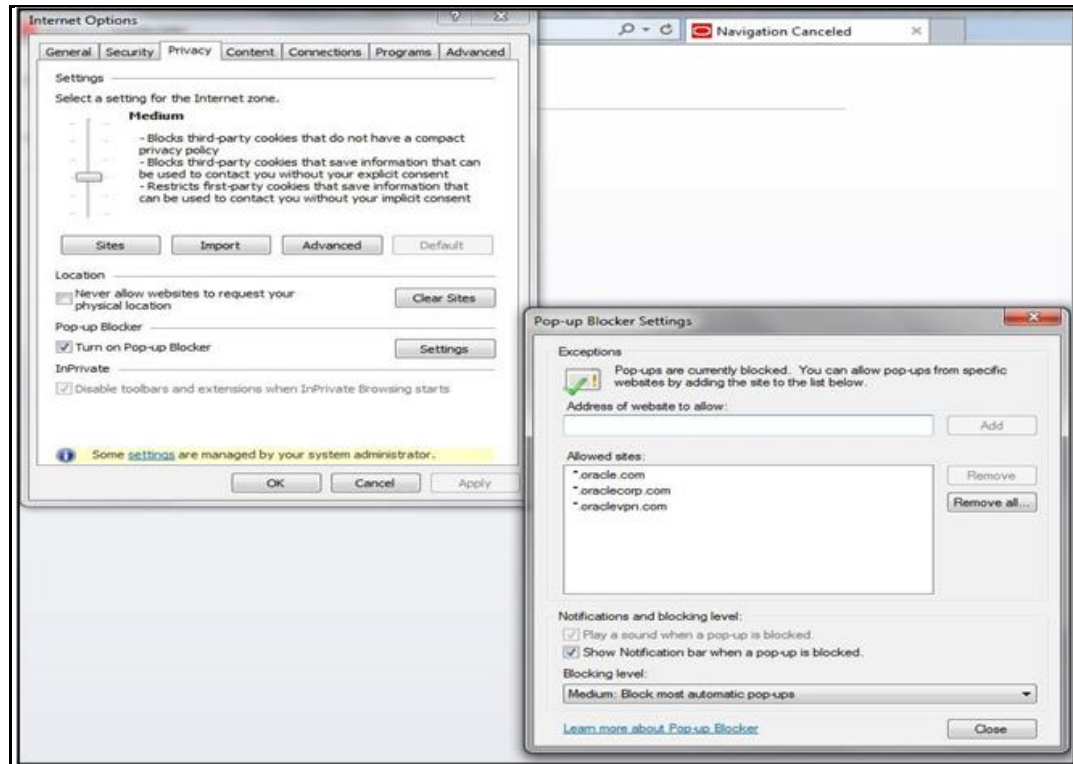 Internet Options
Navigation Canceled
General Security Privacy Content Connections Programs Advanced
Settings
Select a setting for the Internet zone.
Medium
- Blocks third-party cookies that do not have a compact
privacy policy
- Blocks third-party cookies that save information that can
be used to contact you without your explicit consent
- Restricts first-party cookies that save information that
can be used to contact you without your implicit consent
Sites Import Advanced Default
Location
Never allow websites to request your
physical location
Clear Sites
Pop-up Blocker
Turn on Pop-up Blocker
Settings
InPrivate
Disable toolbars and extensions when InPrivate Browsing starts
Some settings are managed by your system administrator.
OK Cancel Apply
Pop-up Blocker Settings
Exceptions
Pop-ups are currently blocked. You can allow pop-ups from specific
websites by adding the site to the list below.
Address of website to allow:
Add
Allowed sites:
*.oracle.com
*.oraclecorp.com
*.oraclevpn.com
Remove
Remove all...
Notifications and blocking level:
Play a sound when a pop-up is blocked.
Show Notification bar when a pop-up is blocked.
Blocking level:
Medium: Block most automatic pop-ups
Learn more about Pop-up Blocker
Close